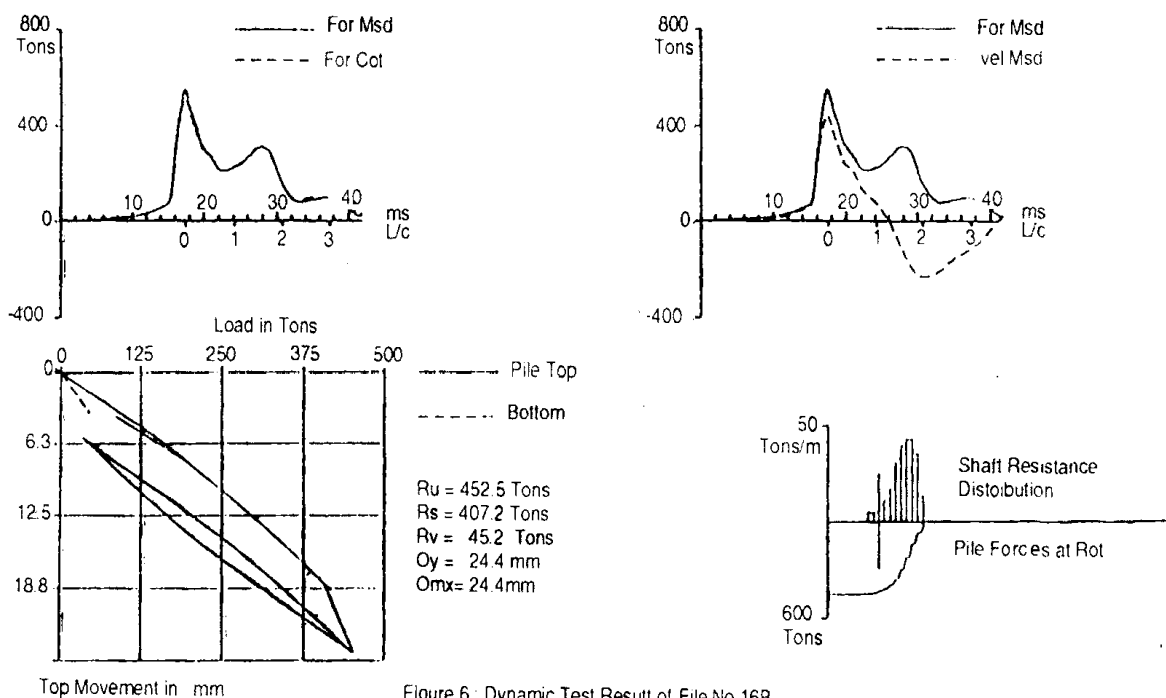 800
Tons
For Msd
For Cot
400
10 20 30 40
0
ms
0 1 2 3
L/c
-400
800
Tons
For Msd
vel Msd
400
10 20 30 40
0
ms
0 1 2 3
L/c
-400
Load in Tons
0 125 250 375 500
0
6.3
12.5
18.8
Pile Top
Bottom
Ru = 452.5 Tons
Rs = 407.2 Tons
Rv = 45.2 Tons
Oy = 24.4 mm
Omx= 24.4mm
Top Movement in mm
50
Tons/m
Shaft Resistance
Distoibution
Pile Forces at Rot
600
Tons
Figure 6 : Dynamic Test Resutt of File No 16B